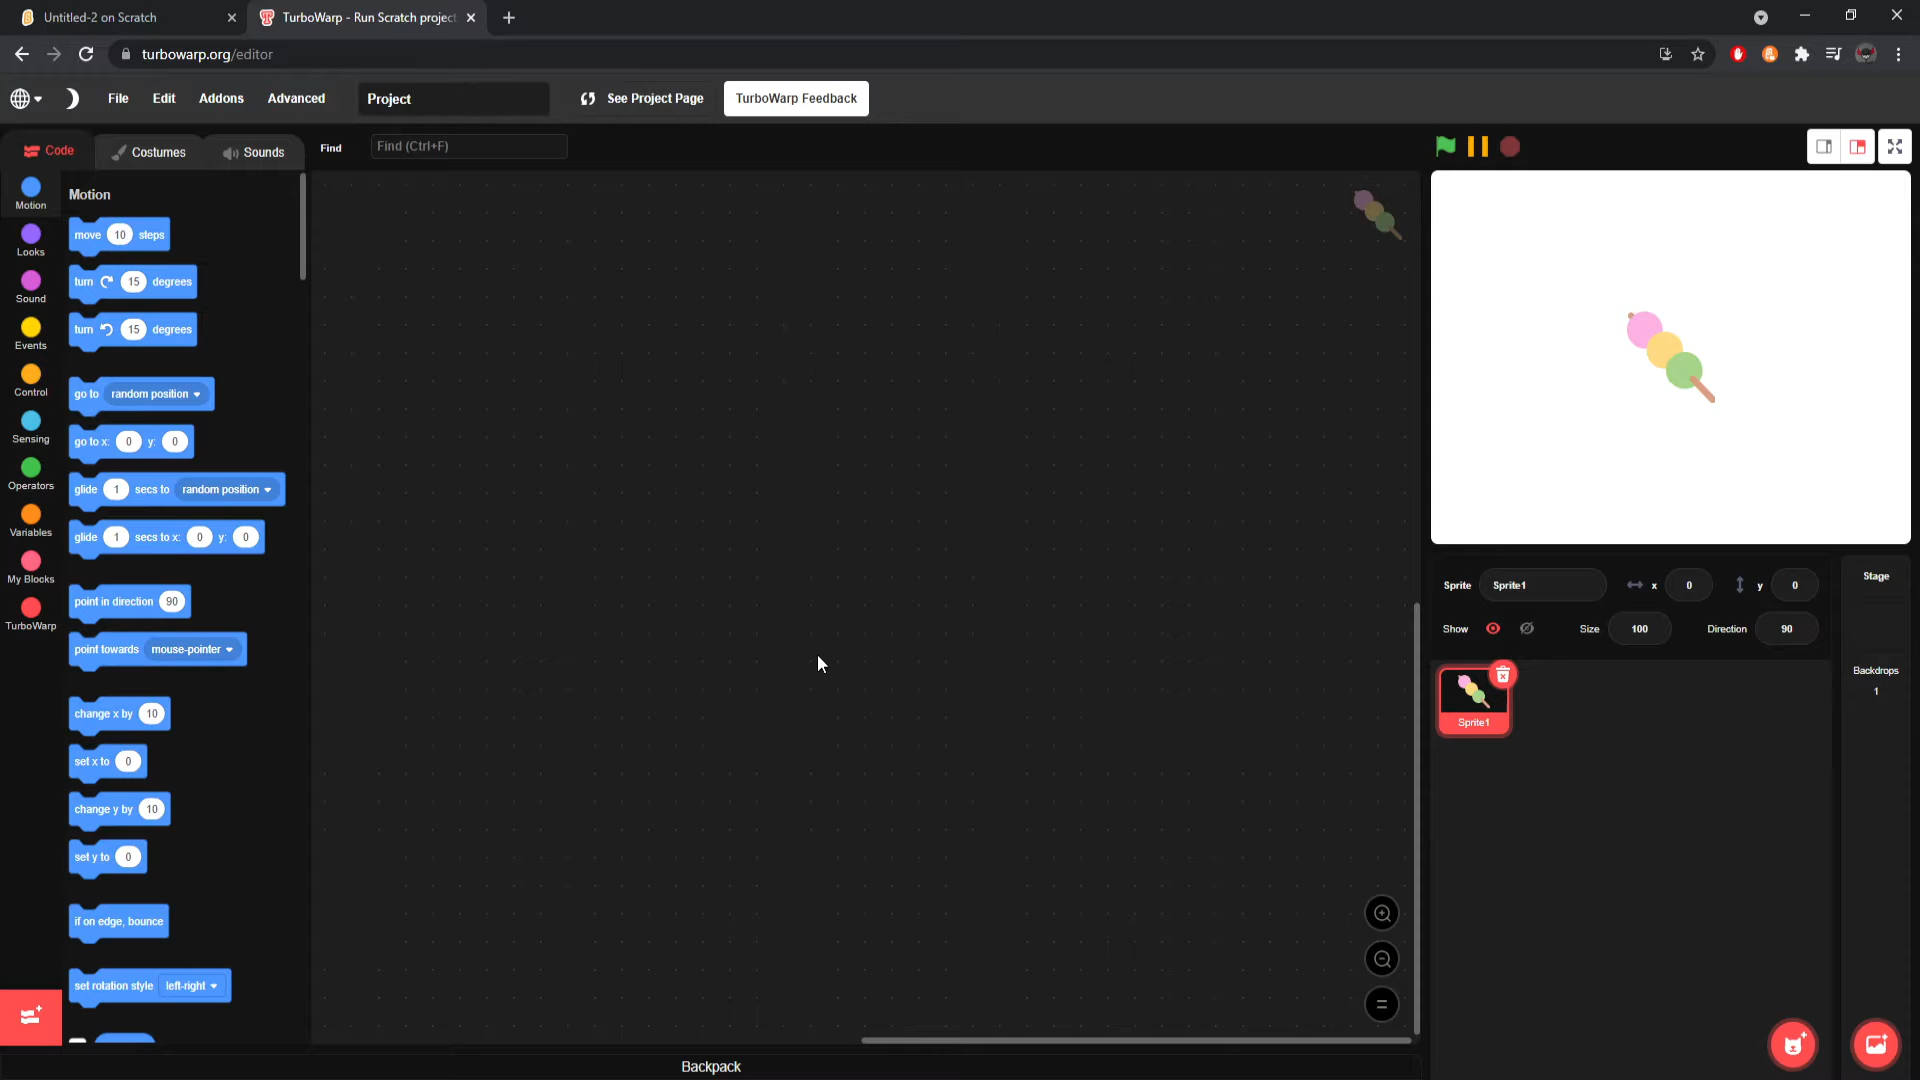 Untitled-2 on Scratch
TurboWarp - Run Scratch project
turbowarp.org/editor
File
Edit
Addons
Advanced
Project
See Project Page
TurboWarp Feedback
Code
Costumes
Sounds
Find
Find (Ctrl+F)
Motion
Looks
Sound
Events
Control
Sensing
Operators
Variables
My Blocks
TurboWarp
Motion
move 10 steps
turn 15 degrees
turn 15 degrees
go to random position
go to x: 0 y: 0
glide 1 secs to random position
glide 1 secs to x: 0 y: 0
point in direction 90
point towards mouse-pointer
change x by 10
set x to 0
change y by 10
set y to 0
if on edge, bounce
set rotation style left-right
Backpack
Sprite Sprite1 x 0 y 0
Show Size 100 Direction 90
Sprite1
Stage
Backdrops
1